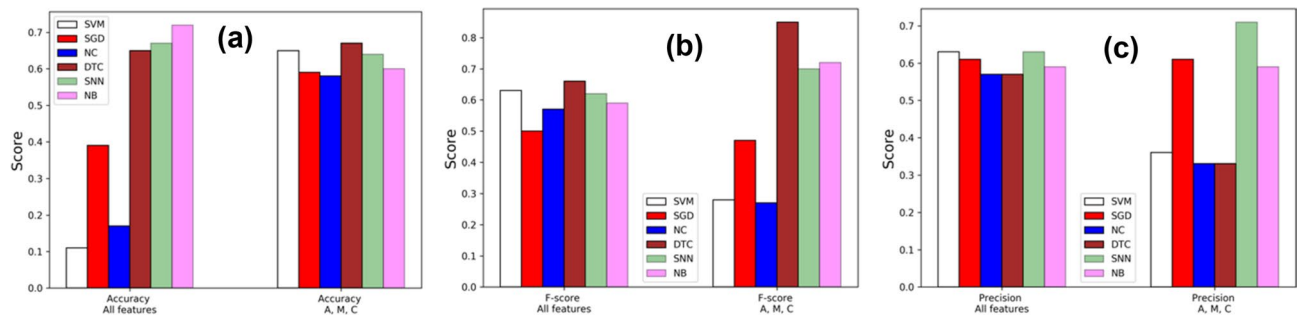 (a)
SVM
SGD
NC
DTC
SNN
NB
Score
0.7
0.6
0.5
0.4
0.3
0.2
0.1
0.0
Accuracy
All features
Accuracy
A, M, C
(b)
Score
0.8
0.7
0.6
0.5
0.4
0.3
0.2
0.1
0.0
SVM
SGD
NC
DTC
SNN
NB
F-score
All features
F-score
A, M, C
(c)
Score
0.7
0.6
0.5
0.4
0.3
0.2
0.1
0.0
SVM
SGD
NC
DTC
SNN
NB
Precision
All features
Precision
A, M, C